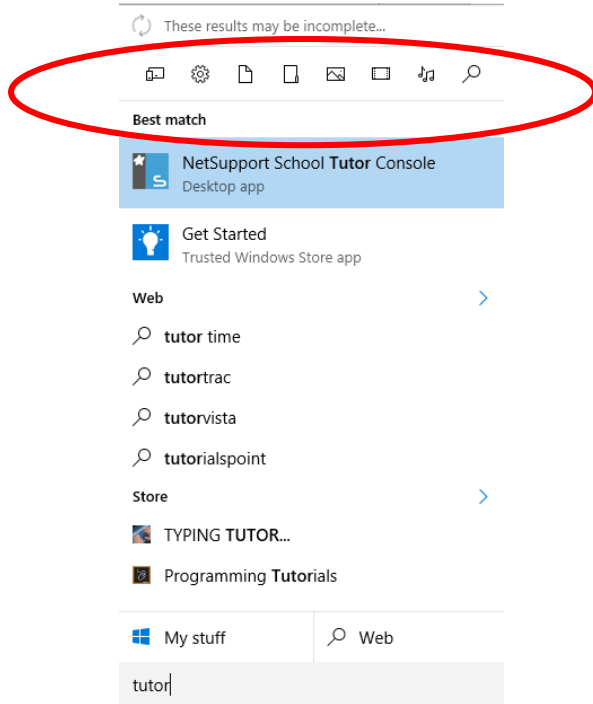 These results may be incomplete...
Best match
NetSupport School Tutor Console
Desktop app
Get Started
Trusted Windows Store app
Web
tutor time
tutortrac
tutorvista
tutorialspoint
Store
TYPING TUTOR...
Programming Tutorials
My stuff
Web
tutor